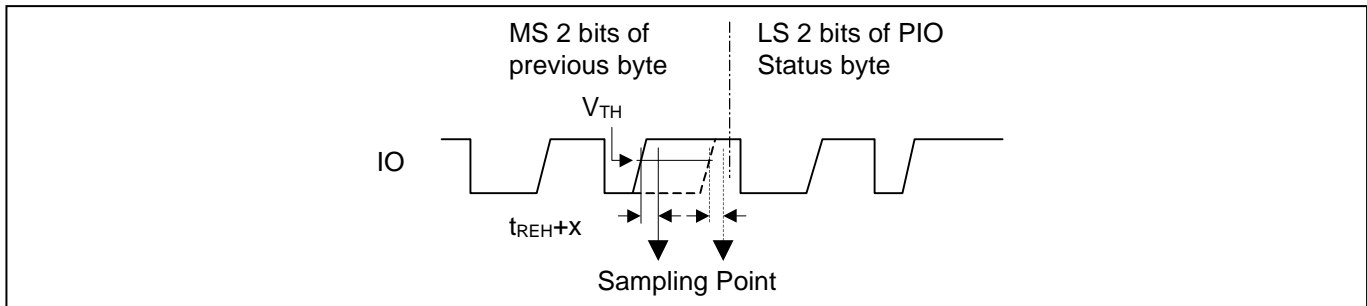 MS 2 bits of
previous byte
LS 2 bits of PIO
Status byte
VTH
IO
tREH+x
Sampling Point